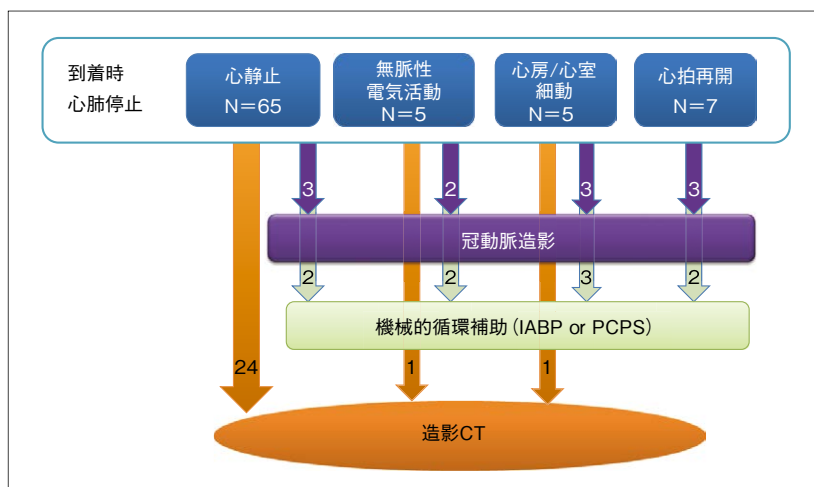 到着時
心肺停止
心静止
N=65
無脈性
電気活動
N=5
心房/心室
細動
N=5
心拍再開
N=7
3
2
3
3
冠動脈造影
2
2
3
2
機械的循環補助（IABP or PCPS）
24
1
1
造影CT